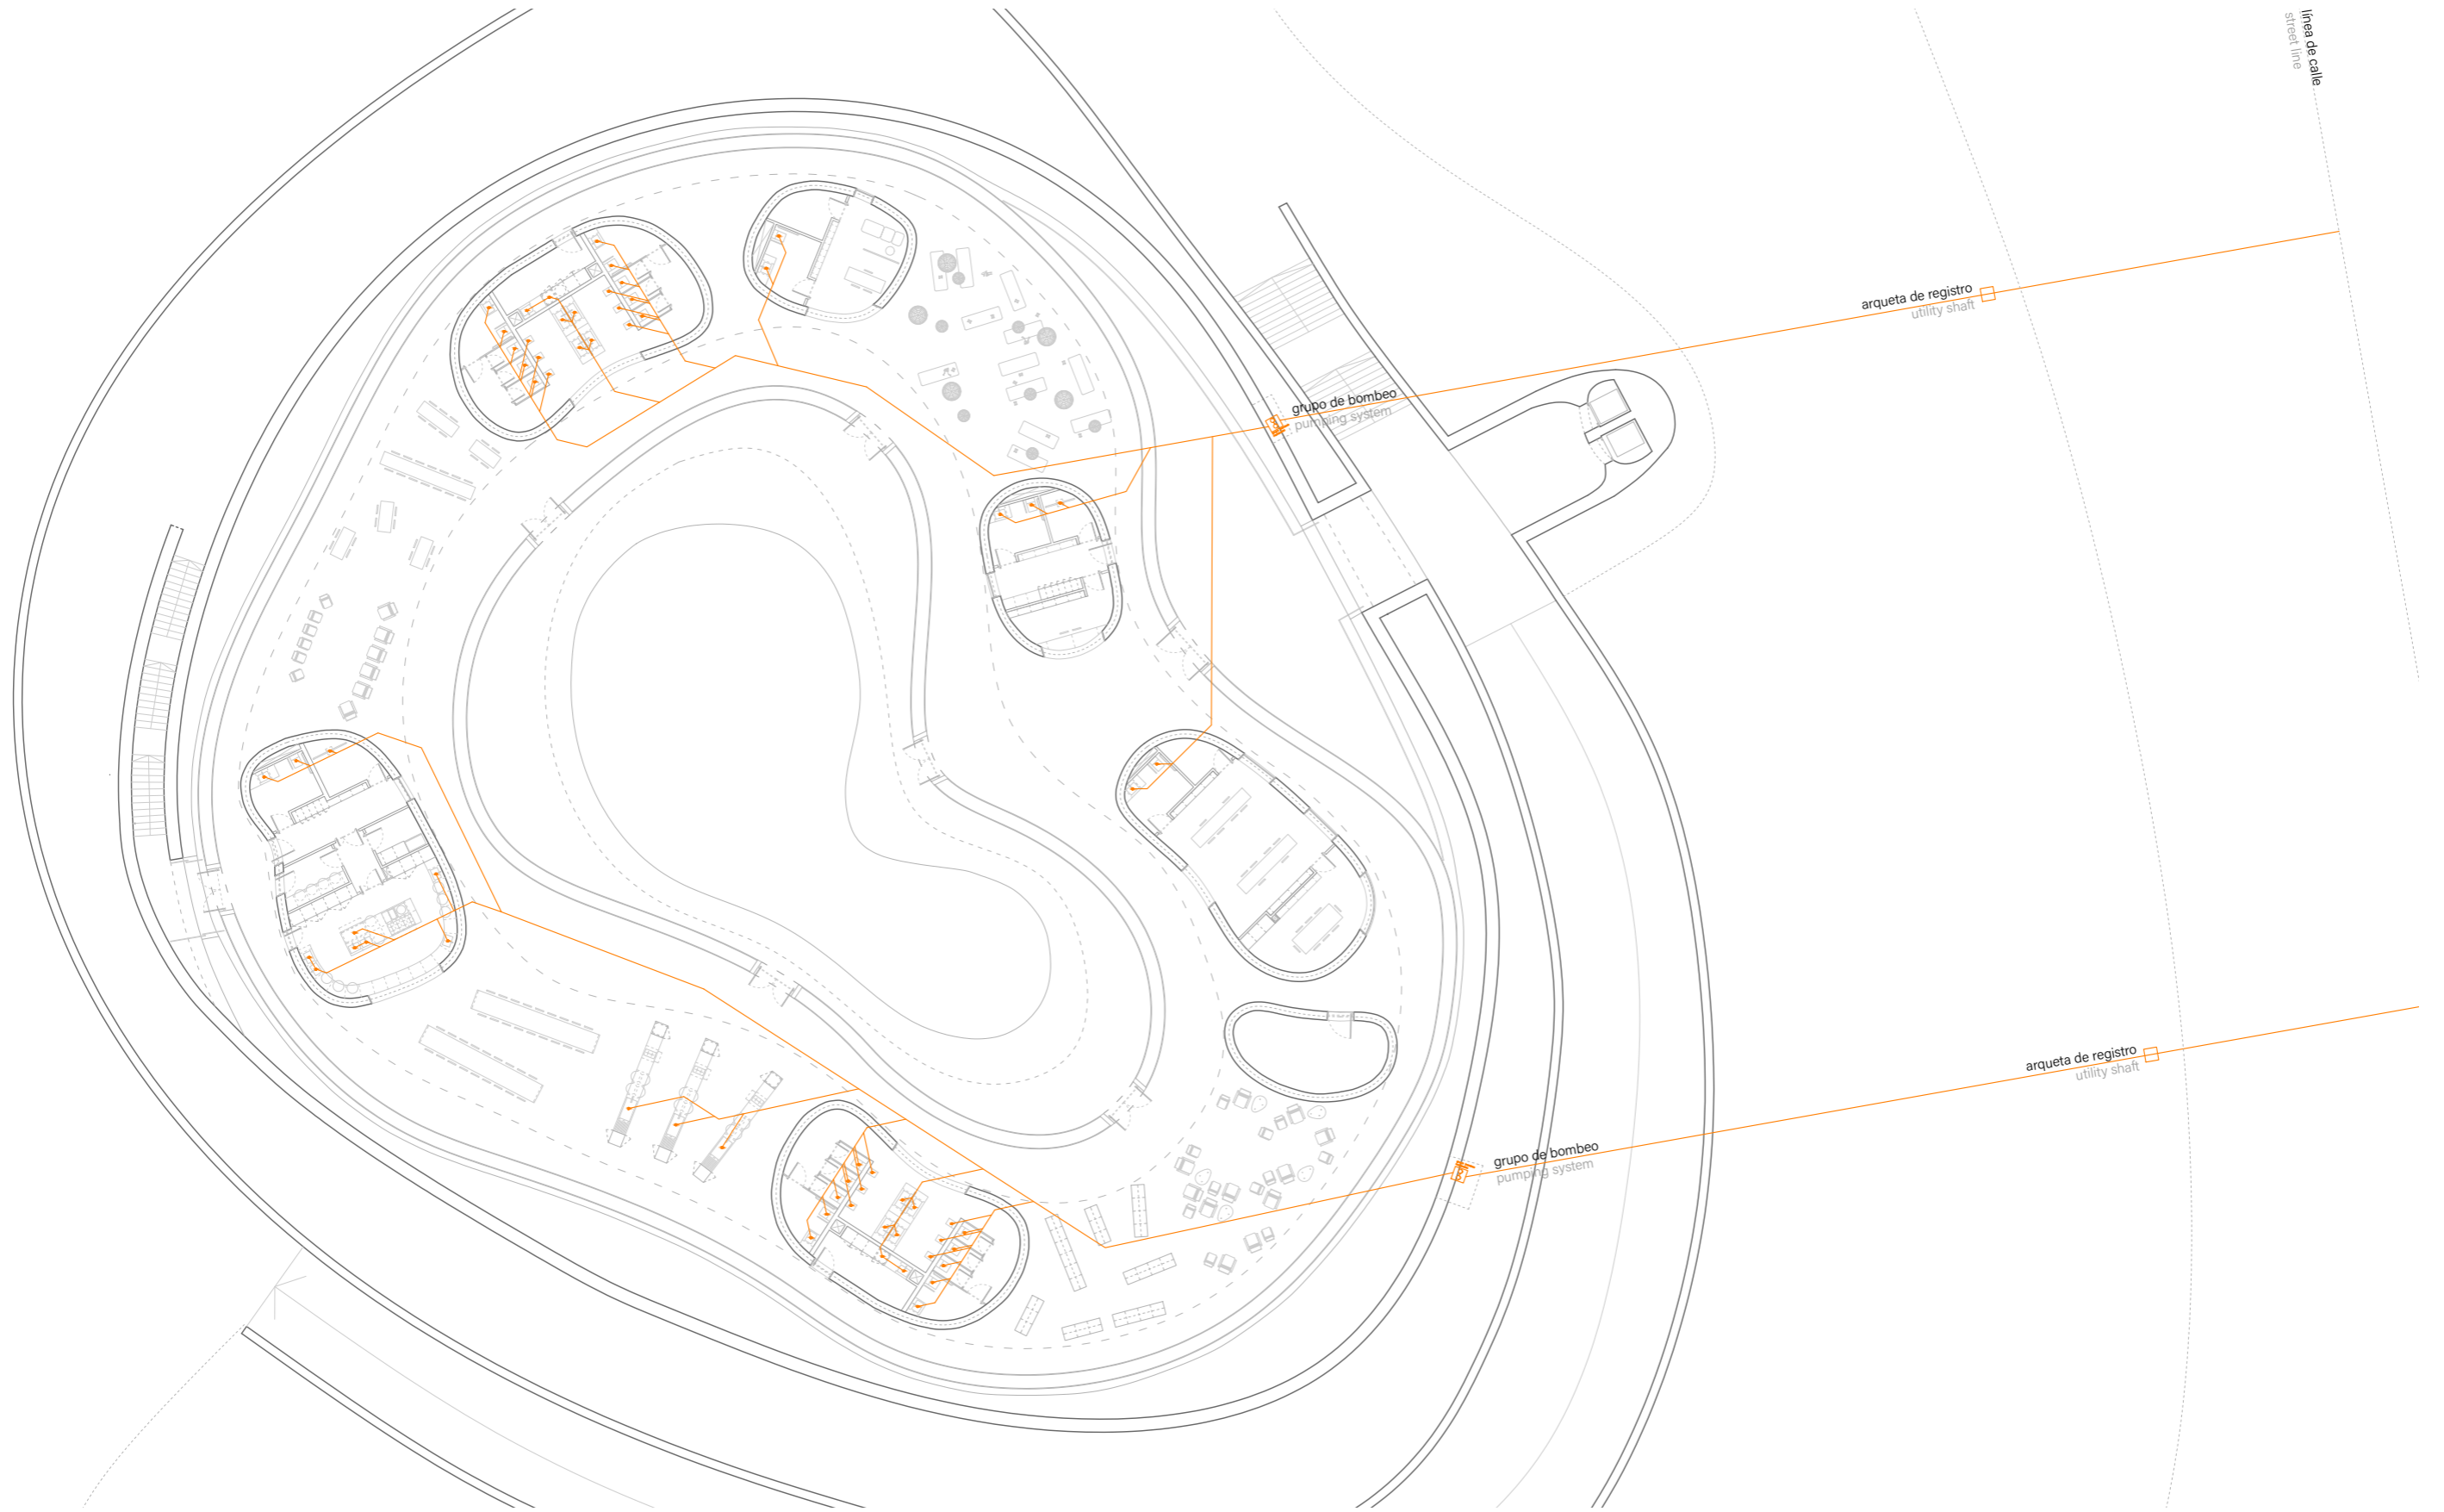 línea de calle
street line
arqueta de registro
utility shaft
grupo de bombeo
pumping system
arqueta de registro
utility shaft
grupo de bombeo
pumping system